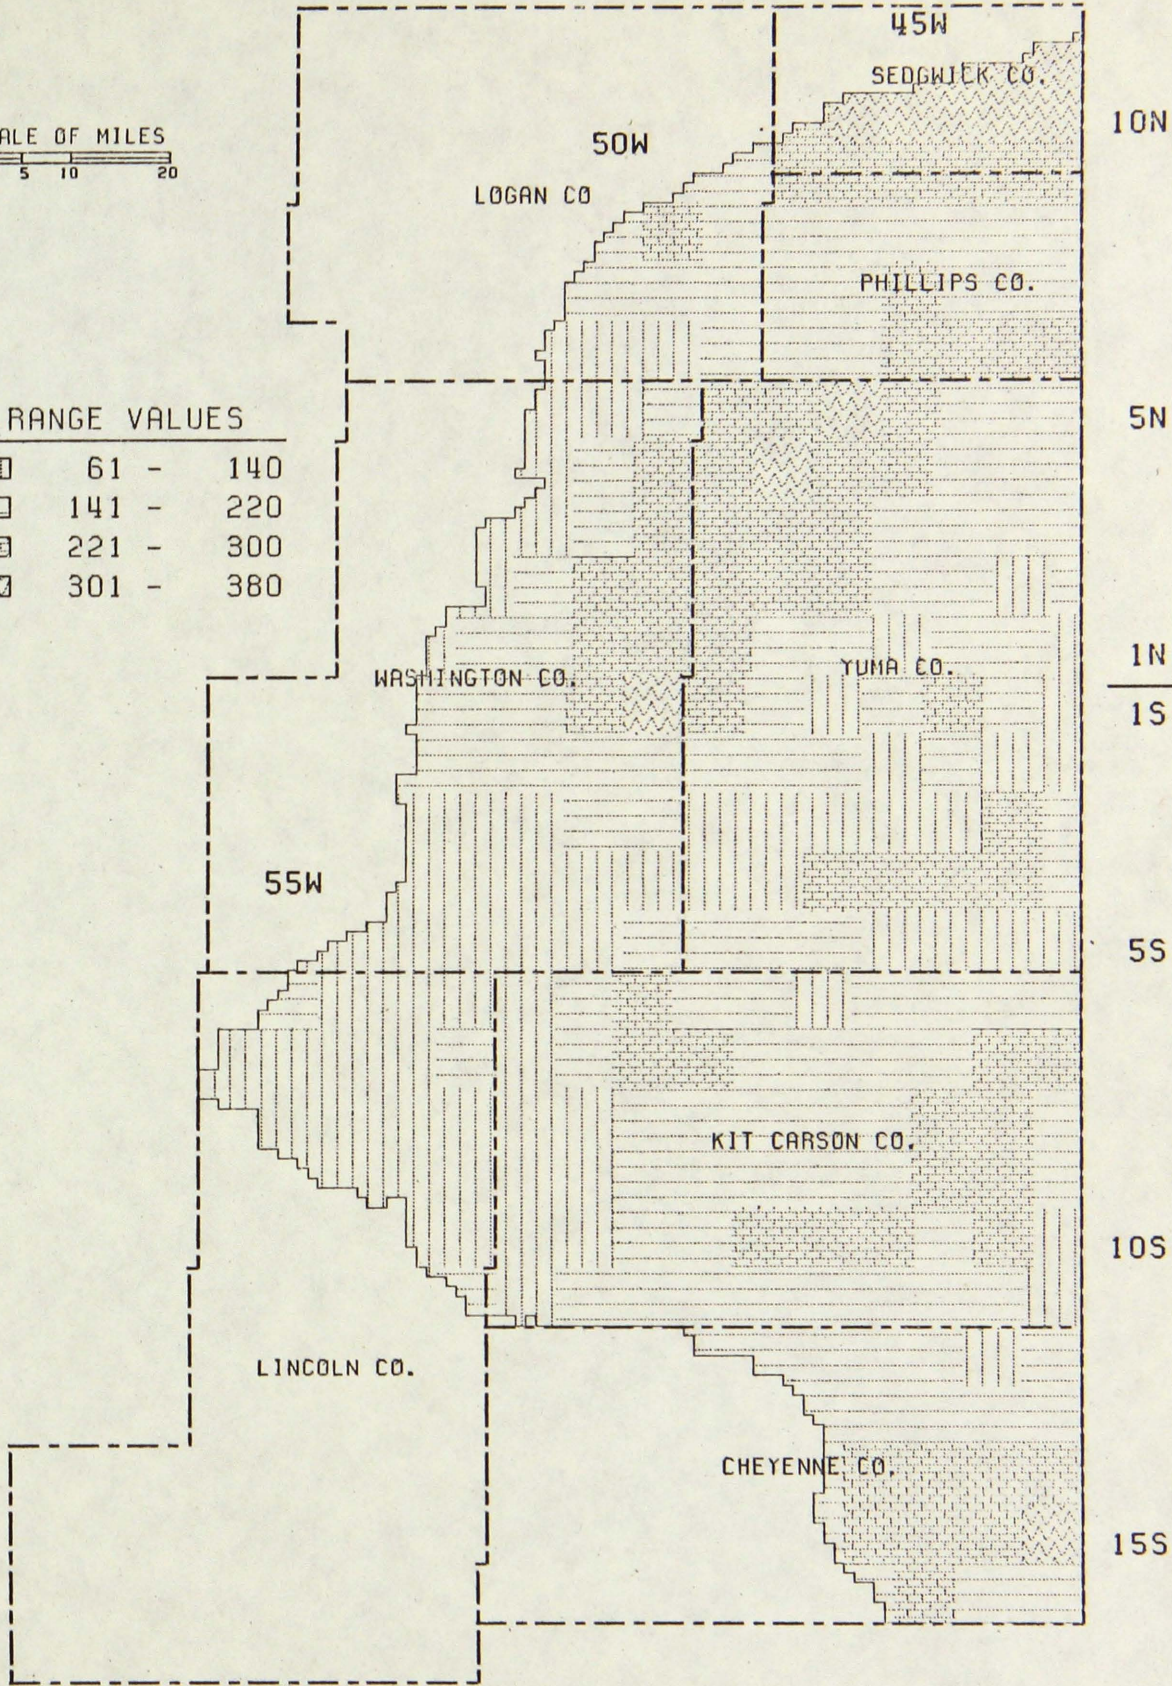 45W
SEDGWICK CO.
10N
ALE OF MILES
5 10 20
50W
LOGAN CO
PHILLIPS CO.
RANGE VALUES
61 - 140
141 - 220
221 - 300
301 - 380
5N
WASHINGTON CO.
YUMA CO.
1N
1S
55W
5S
KIT CARSON CO.
10S
LINCOLN CO.
CHEYENNE CO.
15S